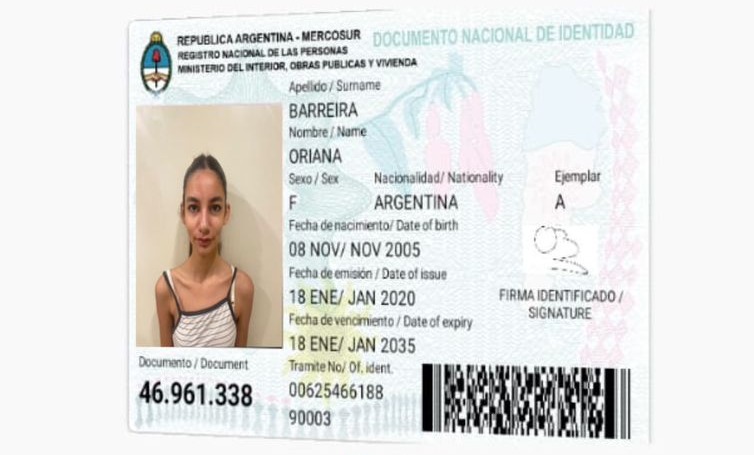 REPUBLICA ARGENTINA - MERCOSUR
REGISTRO NACIONAL DE LAS PERSONAS
MINISTERIO DEL INTERIOR, OBRAS PUBLICAS Y VIVIENDA
DOCUMENTO NACIONAL DE IDENTIDAD
Apellido / Surname
BARREIRA
Nombre / Name
ORIANA
Sexo / Sex Nacionalidad/ Nationality Ejemplar
F ARGENTINA A
Fecha de nacimiento/ Date of birth
08 NOV/ NOV 2005
Fecha de emisión / Date of issue
18 ENE/ JAN 2020
FIRMA IDENTIFICADO /
SIGNATURE
Fecha de vencimiento / Date of expiry
18 ENE/ JAN 2035
Documento / Document
46.961.338
Tramite No/ Of. ident.
00625466188
90003